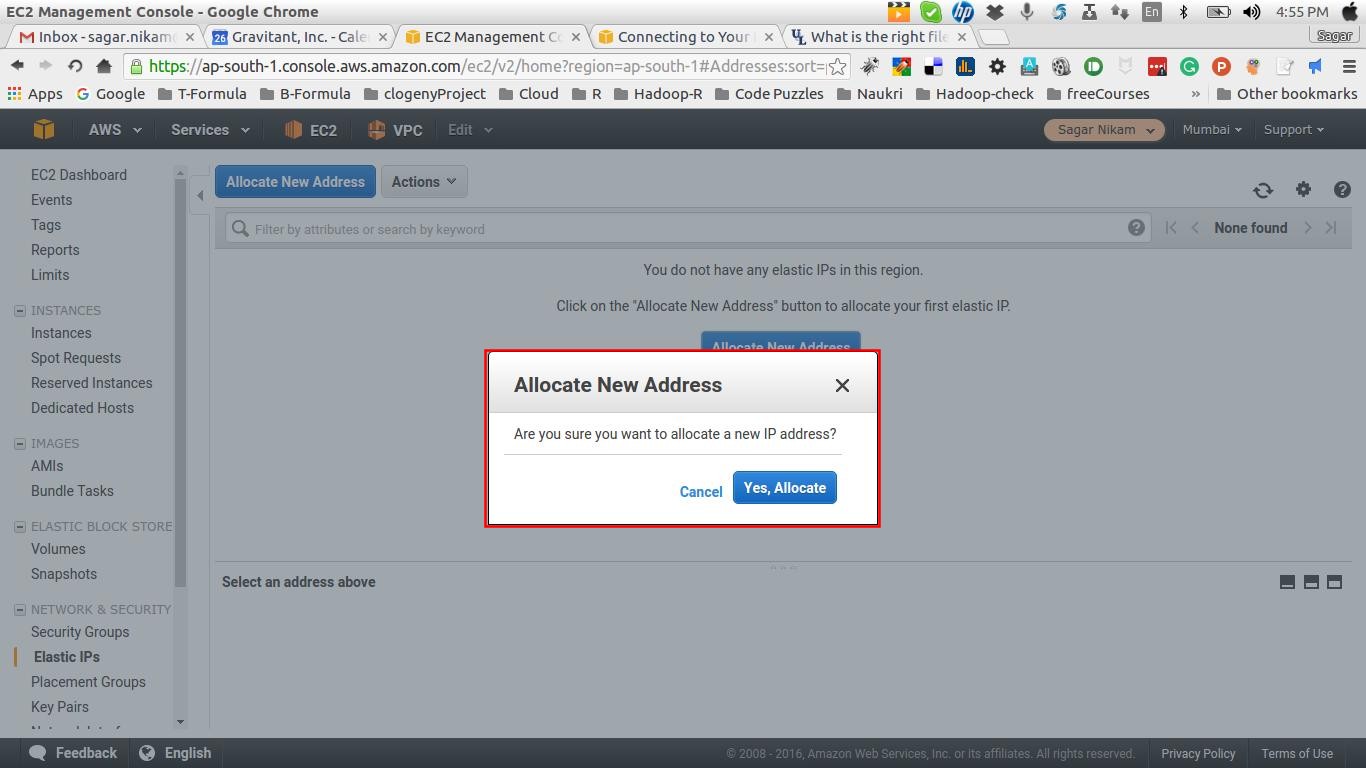 EC2 Management Console - Google Chrome
En
4:55 PM
Inbox - sagar.nikam
Gravitant, Inc. - Cale
EC2 Management Co
Connecting to Your
What is the right file
Sagar
https://ap-south-1.console.aws.amazon.com/ec2/v2/home?region=ap-south-1#Addresses:sort=
Apps
Google
T-Formula
B-Formula
clogenyProject
Cloud
R
Hadoop-R
Code Puzzles
Naukri
Hadoop-check
freeCourses
»
Other bookmarks
AWS
Services
EC2
VPC
Edit
Sagar Nikam
Mumbai
Support
EC2 Dashboard
Events
Tags
Reports
Limits
INSTANCES
Instances
Spot Requests
Reserved Instances
Dedicated Hosts
IMAGES
AMIs
Bundle Tasks
ELASTIC BLOCK STORE
Volumes
Snapshots
NETWORK & SECURITY
Security Groups
Elastic IPs
Placement Groups
Key Pairs
Allocate New Address
Actions
Filter by attributes or search by keyword
None found
You do not have any elastic IPs in this region.
Click on the "Allocate New Address" button to allocate your first elastic IP.
Allocate New Address
Allocate New Address
Are you sure you want to allocate a new IP address?
Cancel
Yes, Allocate
Select an address above
Feedback
English
© 2008 - 2016, Amazon Web Services, Inc. or its affiliates. All rights reserved.
Privacy Policy
Terms of Use